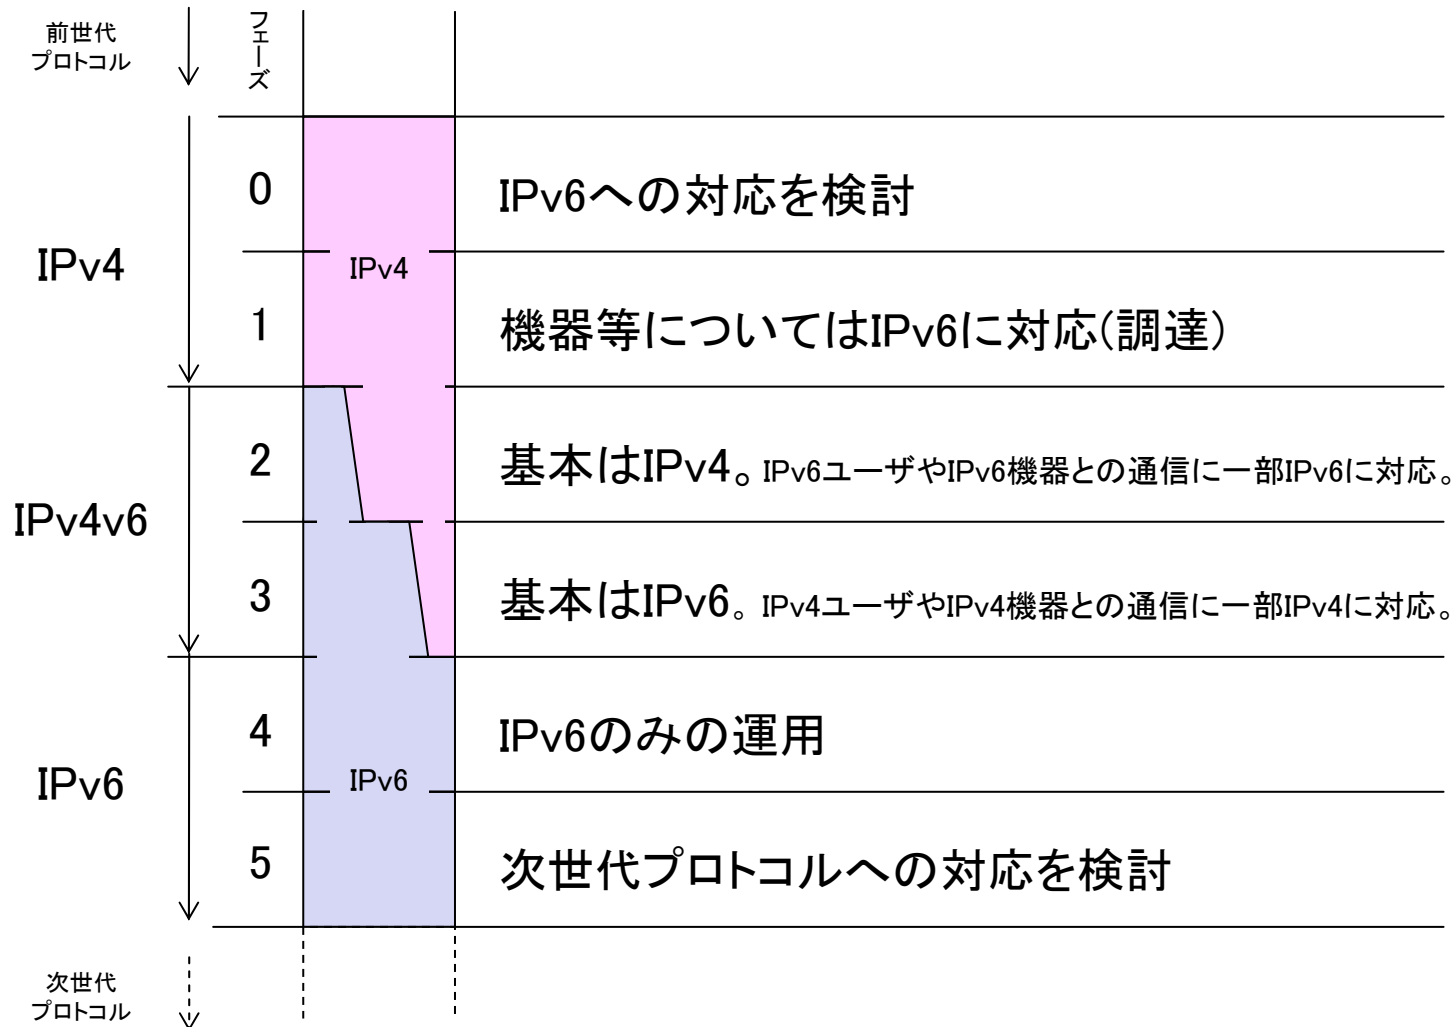 前世代
プロトコル
フェーズ
0
IPv6への対応を検討
IPv4
IPv4
1
機器等についてはIPv6に対応(調達)
2
基本はIPv4。IPv6ユーザやIPv6機器との通信に一部IPv6に対応。
IPv4v6
3
基本はIPv6。IPv4ユーザやIPv4機器との通信に一部IPv4に対応。
4
IPv6のみの運用
IPv6
IPv6
5
次世代プロトコルへの対応を検討
次世代
プロトコル